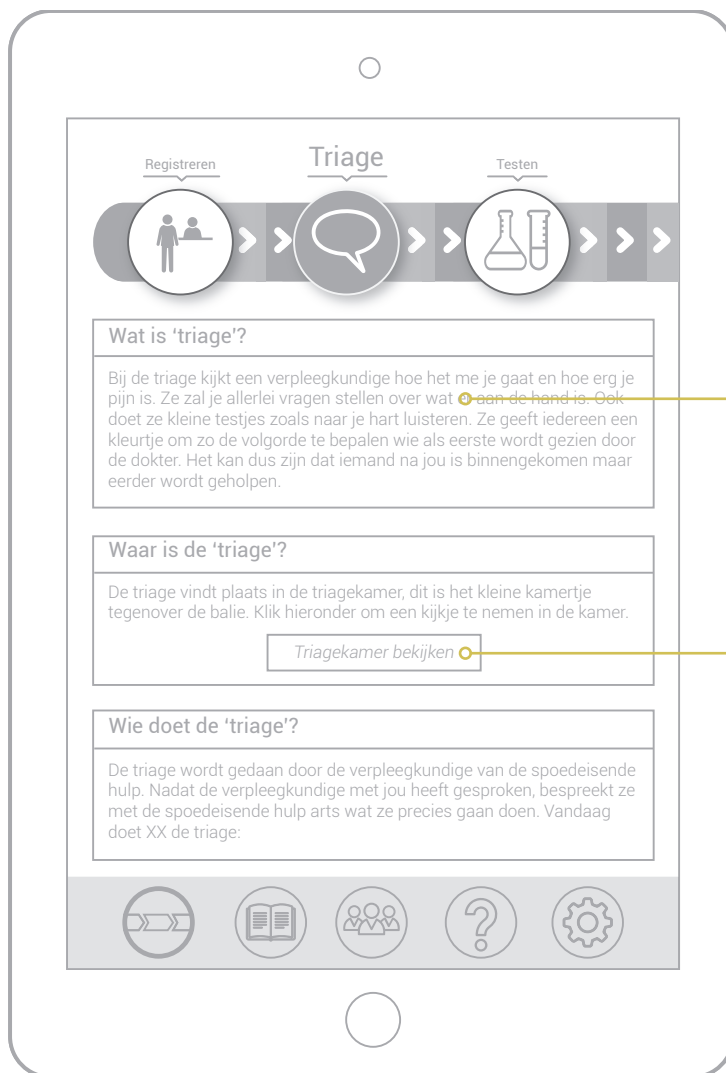 Registreren
Triage
Testen
Wat is ‘triage’?
Bij de triage kijkt een verpleegkundige hoe het me je gaat en hoe erg je
pijn is. Ze zal je allerlei vragen stellen over wat er aan de hand is. Ook
doet ze kleine testjes zoals naar je hart luisteren. Ze geeft iedereen een
kleurtje om zo de volgorde te bepalen wie als eerste wordt gezien door
de dokter. Het kan dus zijn dat iemand na jou is binnengekomen maar
eerder wordt geholpen.
Waar is de ‘triage’?
De triage vindt plaats in de triagekamer, dit is het kleine kamertje
tegenover de balie. Klik hieronder om een kijkje te nemen in de kamer.
Triagekamer bekijken
Wie doet de ‘triage’?
De triage wordt gedaan door de verpleegkundige van de spoedeisende
hulp. Nadat de verpleegkundige met jou heeft gesproken, bespreekt ze
met de spoedeisende hulp arts wat ze precies gaan doen. Vandaag
doet XX de triage: